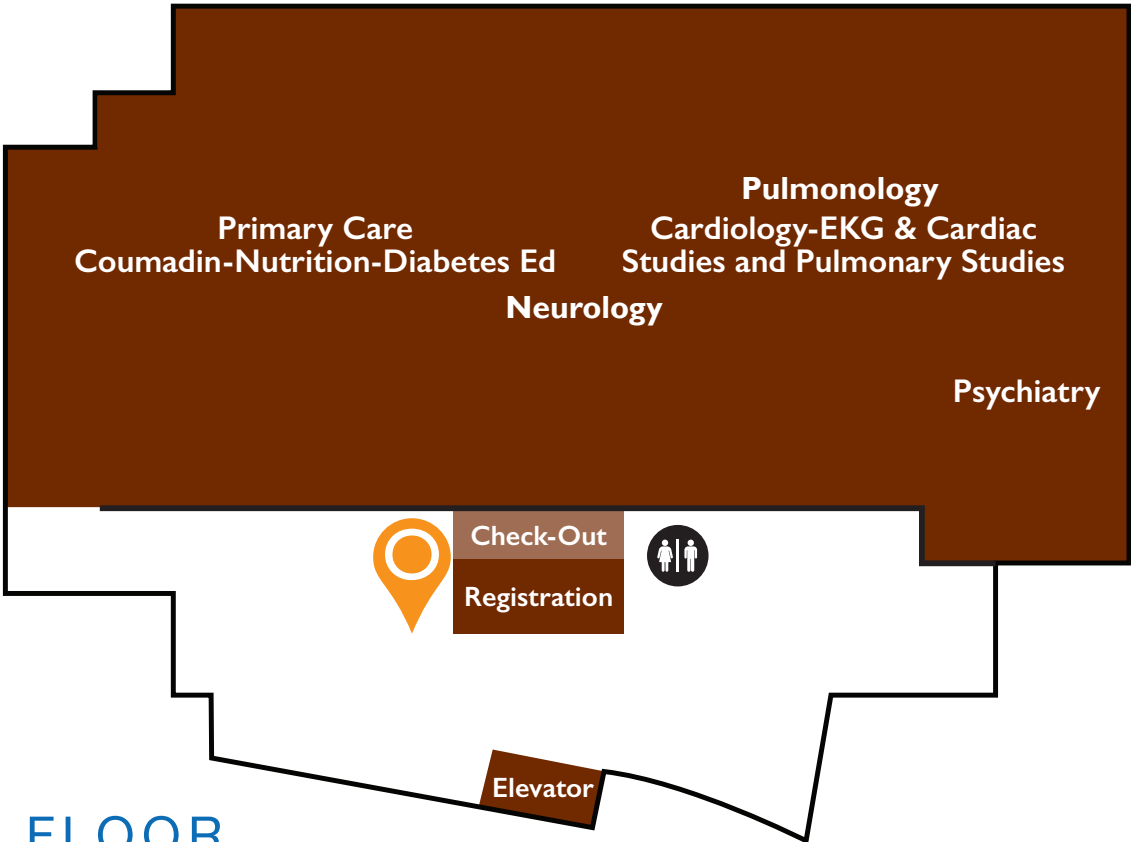 Pulmonology
Primary Care
Coumadin-Nutrition-Diabetes Ed
Cardiology-EKG & Cardiac
Studies and Pulmonary Studies
Neurology
Psychiatry
Check-Out
Registration
Elevator
FLOOR